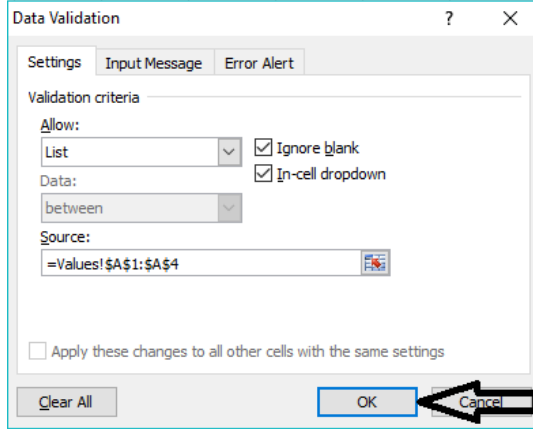 Data Validation ? X
Settings Input Message Error Alert
Validation criteria
Allow:
List
Ignore blank
In-cell dropdown
Data:
between
Source:
=Values!$A$1:$A$4
Apply these changes to all other cells with the same settings
Clear All OK Cancel